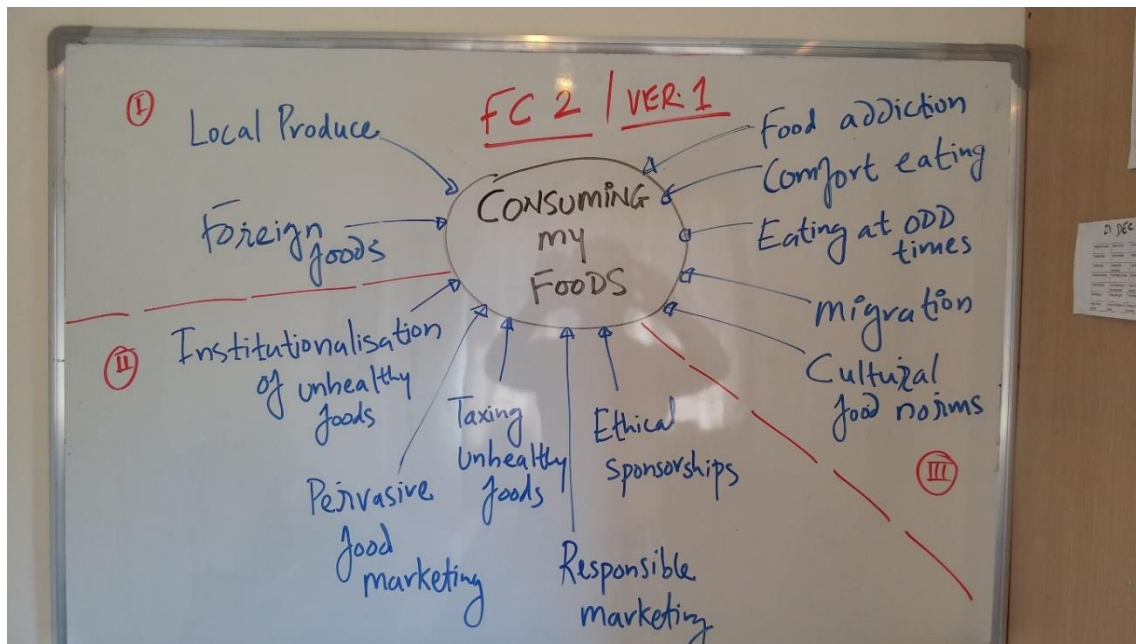 FC 2 / VER. 1
I
Local Produce
Foreign
foods
CONSUMING
my
FOODS
Food addiction
Comfort eating
Eating at ODD
times
Migration
Cultural
food norms
II
Institutionalisation
of unhealthy
foods
Pervasive
food
marketing
Taxing
unhealthy
foods
Responsible
marketing
Ethical
sponsorships
III
21 DEC